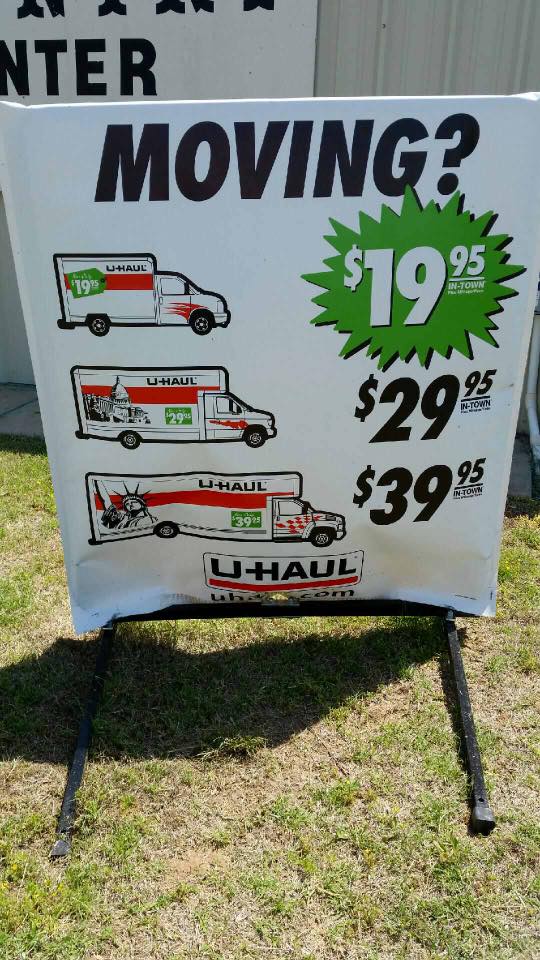 NTER
MOVING?
U-HAUL
$19.95
$19.95
IN-TOWN
U-HAUL
$29.95
$29.95
IN-TOWN
U-HAUL
$39.95
$39.95
IN-TOWN
U-HAUL